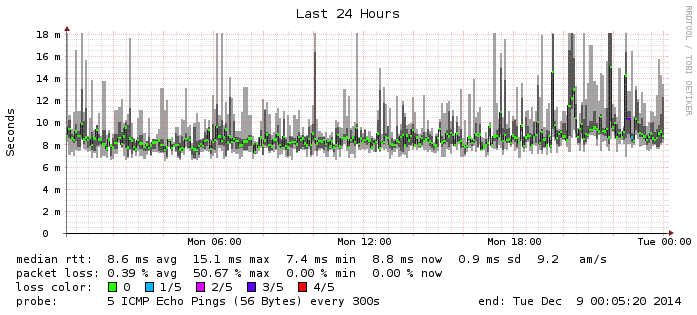 Last 24 Hours
RRDTOOL / TOBI OETIKER
Seconds
18 m
16 m
14 m
12 m
10 m
8 m
6 m
4 m
2 m
0
Mon 06:00 Mon 12:00 Mon 18:00 Tue 00:00
median rtt: 8.6 ms avg 15.1 ms max 7.4 ms min 8.8 ms now 0.9 ms sd 9.2 am/s
packet loss: 0.39 % avg 50.67 % max 0.00 % min 0.00 % now
loss color: 0 1/5 2/5 3/5 4/5
probe: 5 ICMP Echo Pings (56 Bytes) every 300s end: Tue Dec 9 00:05:20 2014